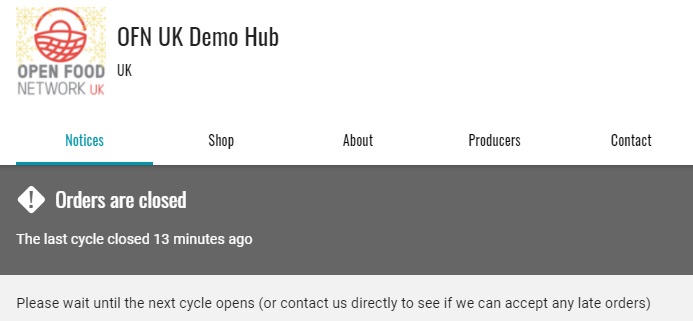 OPEN FOOD
NETWORK UK
OFN UK Demo Hub
UK
Notices
Shop
About
Producers
Contact
! Orders are closed
The last cycle closed 13 minutes ago
Please wait until the next cycle opens (or contact us directly to see if we can accept any late orders)